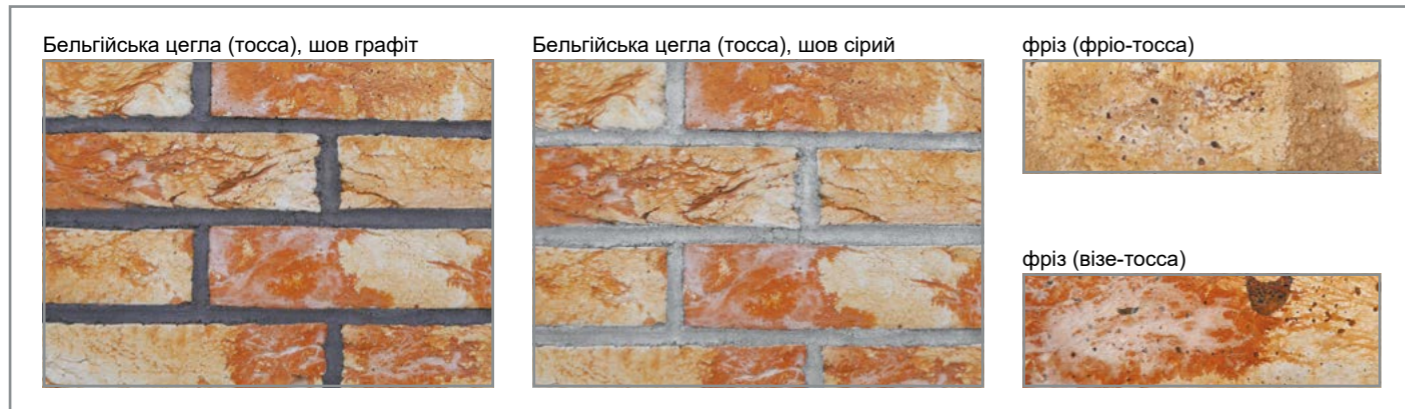 Бельгійська цегла (тосса), шов графіт
Бельгійська цегла (тосса), шов сірий
фріз (фріо-тосса)
фріз (візе-тосса)